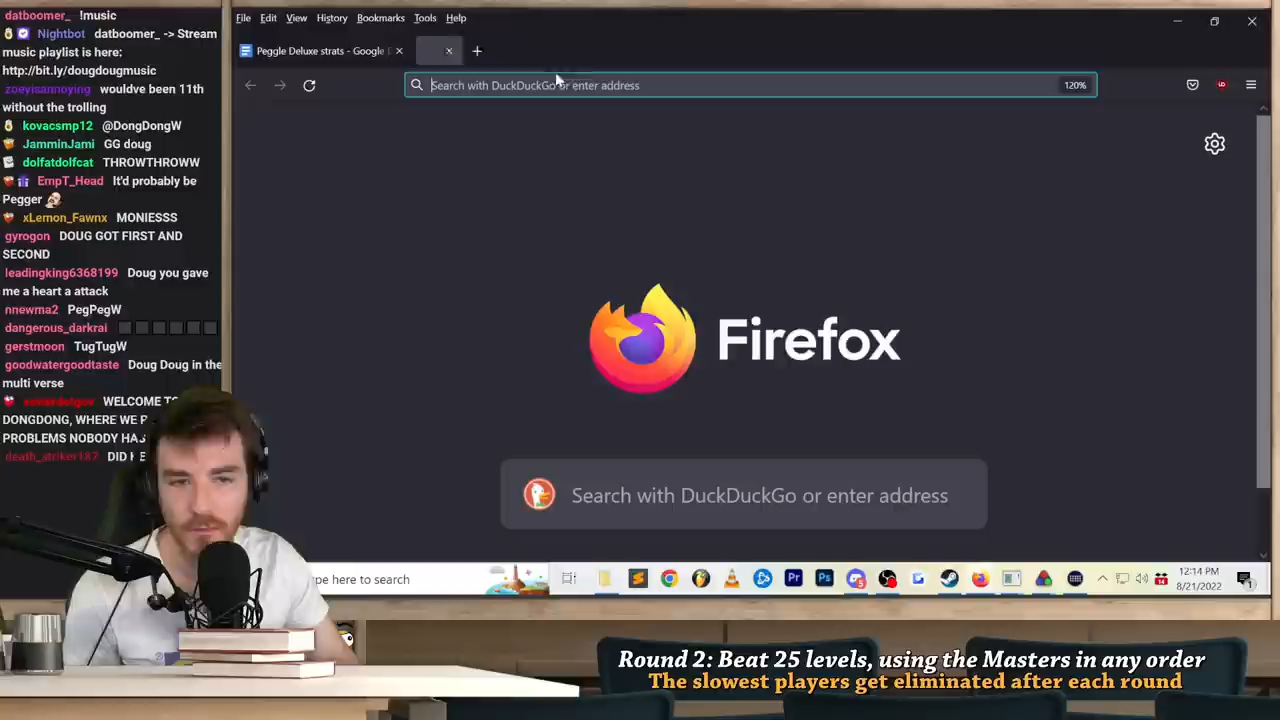 datboomer_ !music
Nightbot datboomer_ -> Stream
music playlist is here:
http://bit.ly/dougdougmusic
zoeyisannoying wouldve been 11th
without the trolling
kovacsmp12 @DongDongW
JamminJami GG doug
dolfatdolfcat THROWTHROWW
EmpT_Head It'd probably be
Pegger
xLemon_Fawnx MONIESSS
gyrogon DOUG GOT FIRST AND
SECOND
leadingking6368199 Doug you gave
me a heart a attack
nnewma2 PegPegW
dangerous_darkrai
gerstmoon TugTugW
goodwatergoodtaste Doug Doug in the
multi verse
WELCOME TO
DONGDONG, WHERE WE
PROBLEMS NOBODY HAS
death_striker187 DID
File Edit View History Bookmarks Tools Help
Peggle Deluxe strats - Google
Search with DuckDuckGo or enter address
120%
Firefox
Search with DuckDuckGo or enter address
pe here to search
Pr
Ps
12:14 PM
8/21/2022
Round 2: Beat 25 levels, using the Masters in any order
The slowest players get eliminated after each round